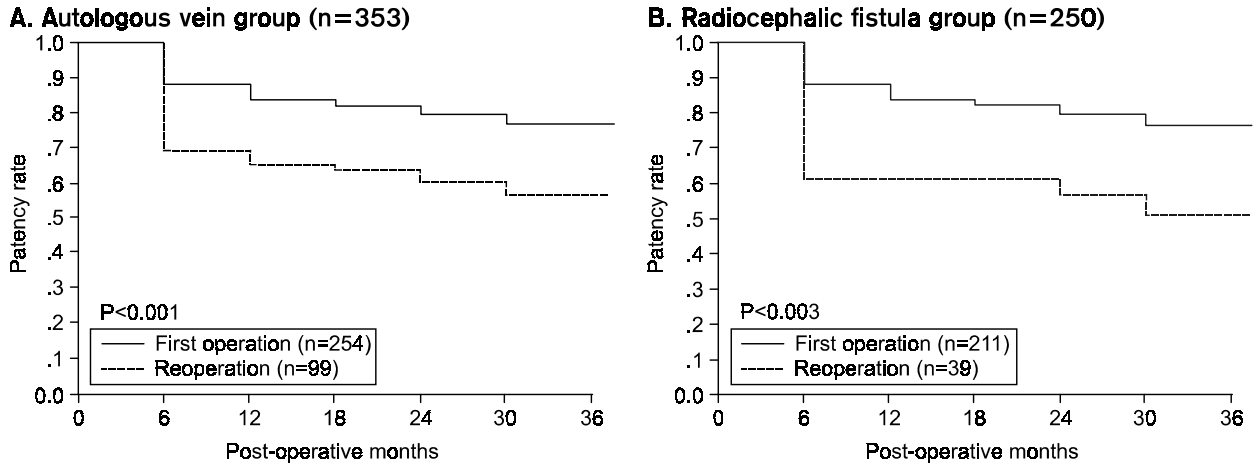 A. Autologous vein group (n=353)
1.0
.9
.8
.7
.6
.5
.4
.3
.2
.1
0.0
Patency rate
P<0.001
First operation (n=254)
Reoperation (n=99)
0 6 12 18 24 30 36
Post-operative months
B. Radiocephalic fistula group (n=250)
1.0
.9
.8
.7
.6
.5
.4
.3
.2
.1
0.0
Patency rate
P<0.003
First operation (n=211)
Reoperation (n=39)
0 6 12 18 24 30 36
Post-operative months